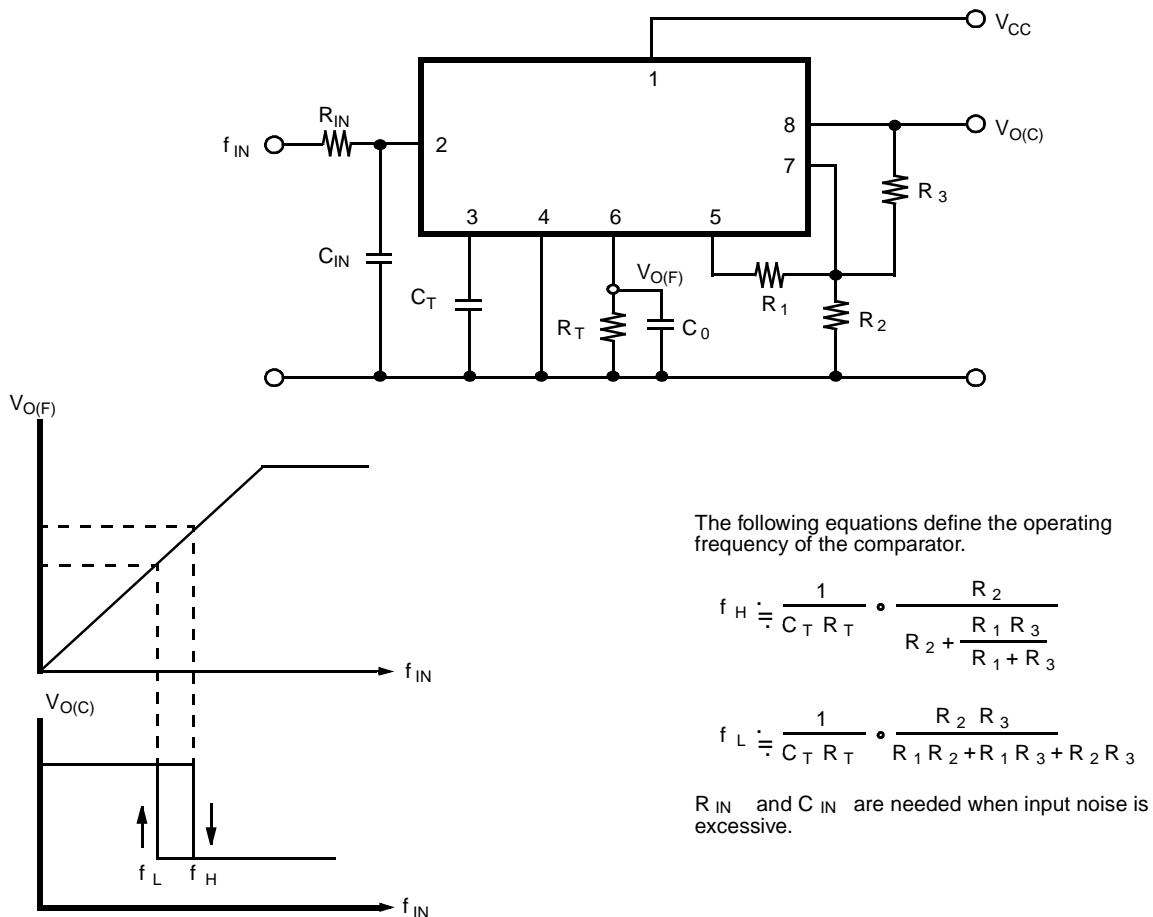 V_CC
1
R_IN
8
V_O(C)
f_IN
2
7
R_3
3
4
6
5
C_IN
V_O(F)
C_T
R_1
R_T
C_0
R_2
V_O(F)
f_IN
The following equations define the operating
frequency of the comparator.
f_H ≒ 1 / (C_T R_T) ∘ R_2 / (R_2 + R_1 R_3 / (R_1 + R_3))
V_O(C)
f_L ≒ 1 / (C_T R_T) ∘ R_2 R_3 / (R_1 R_2 + R_1 R_3 + R_2 R_3)
R_IN and C_IN are needed when input noise is
excessive.
f_L
f_H
f_IN